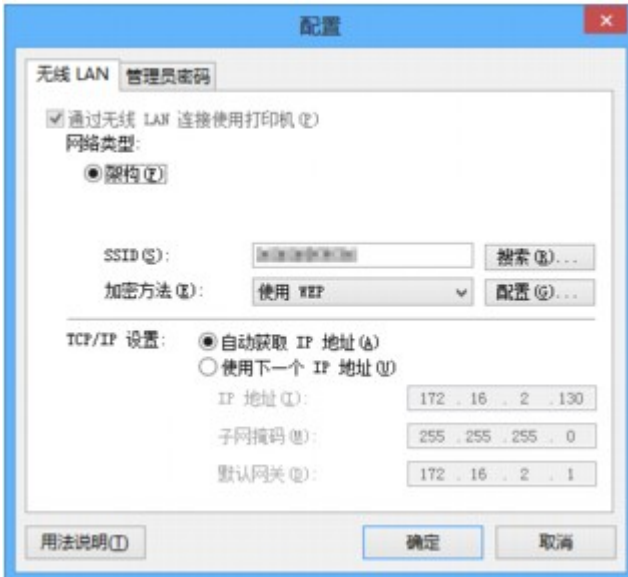 配置
无线 LAN 管理员密码
通过无线 LAN 连接使用打印机(P)
网络类型:
架构(F)
SSID(S): 搜索(R)...
加密方法(E): 使用 WEP 配置(G)...
TCP/IP 设置: 自动获取 IP 地址(A)
使用下一个 IP 地址(U)
IP 地址(I): 172 . 16 . 2 .130
子网掩码(M): 255 .255 .255 . 0
默认网关(D): 172 . 16 . 2 . 1
用法说明(T) 确定 取消